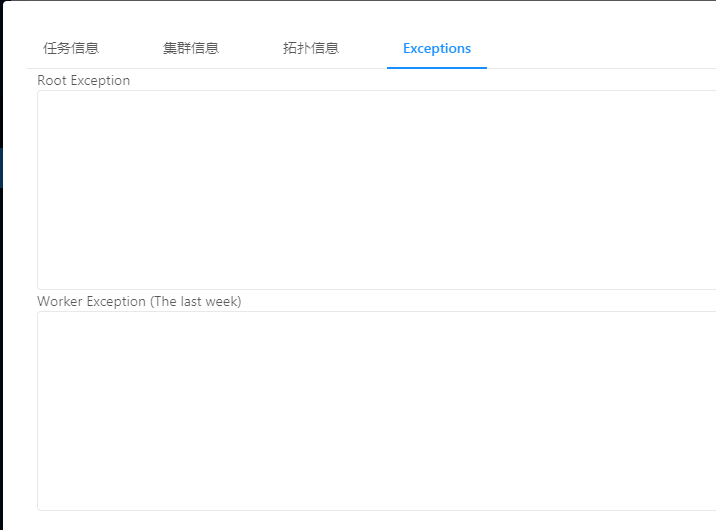 任务信息 集群信息 拓扑信息 Exceptions
Root Exception
Worker Exception (The last week)